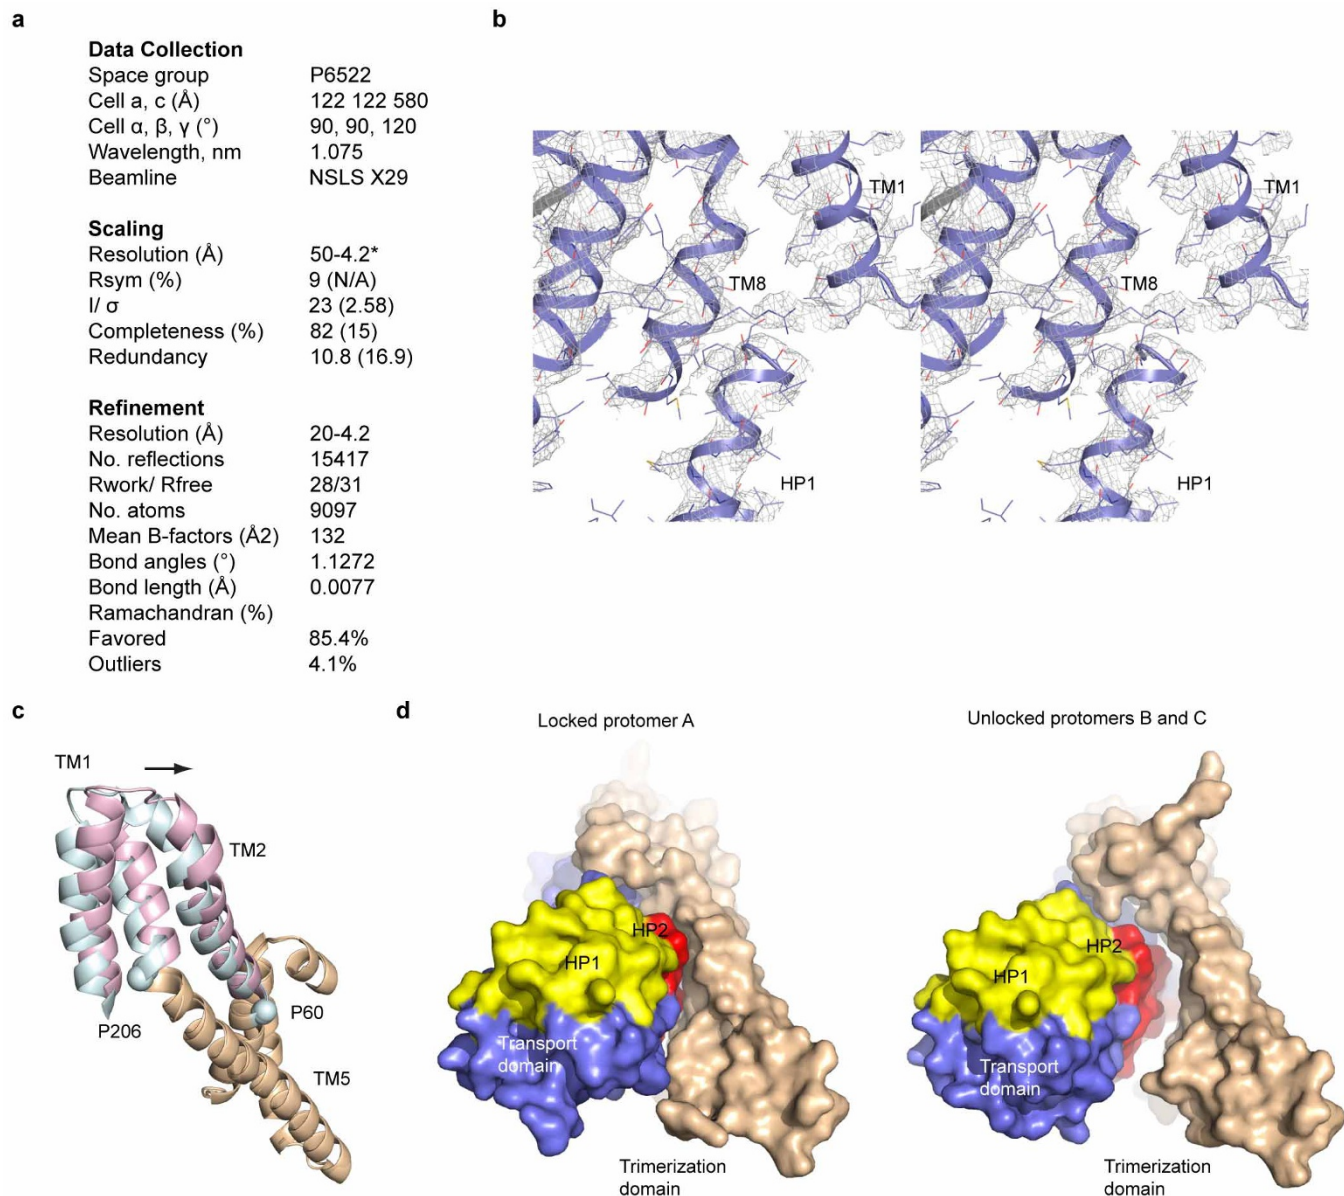 a
Data Collection
Space group P6522
Cell a, c (Å) 122 122 580
Cell α, β, γ (°) 90, 90, 120
Wavelength, nm 1.075
Beamline NSLS X29
Scaling
Resolution (Å) 50-4.2*
Rsym (%) 9 (N/A)
I/ σ 23 (2.58)
Completeness (%) 82 (15)
Redundancy 10.8 (16.9)
Refinement
Resolution (Å) 20-4.2
No. reflections 15417
Rwork/ Rfree 28/31
No. atoms 9097
Mean B-factors (Å2) 132
Bond angles (°) 1.1272
Bond length (Å) 0.0077
Ramachandran (%)
Favored 85.4%
Outliers 4.1%
b
TM1
TM8
HP1
TM1
TM8
HP1
c
TM1
TM2
P60
P206
TM5
d
Locked protomer A
HP2
HP1
Transport
domain
Trimerization
domain
Unlocked protomers B and C
HP2
HP1
Transport
domain
Trimerization
domain